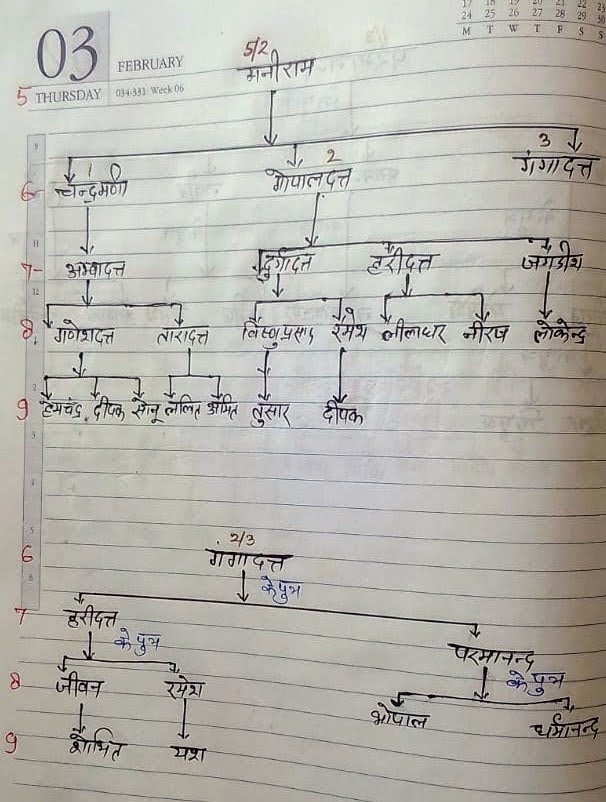 17 18 19 20 21 22 23
24 25 26 27 28 29 30
M T W T F S S
03
FEBRUARY
THURSDAY 034-331 Week 06
5/2
5 मनीराम
1 2 3
6 चन्द्रमणी गोपालदत्त गंगादत्त
7 अम्बादत्त दुर्गादत्त हरीदत्त जगदीश
8 गणेशदत्त तारादत्त विष्णुप्रसाद रमेश लीलाधर नीरज लोकेन्द्र
9 हेमचंद्र दीपक सोनू ललित अमित तुसार दीपक
2/3
6 गंगादत्त
के पुत्र
7 हरीदत्त
के पुत्र
परमानन्द
के पुत्र
8 जीवन रमेश गोपाल धर्मानन्द
9 शोभित यश